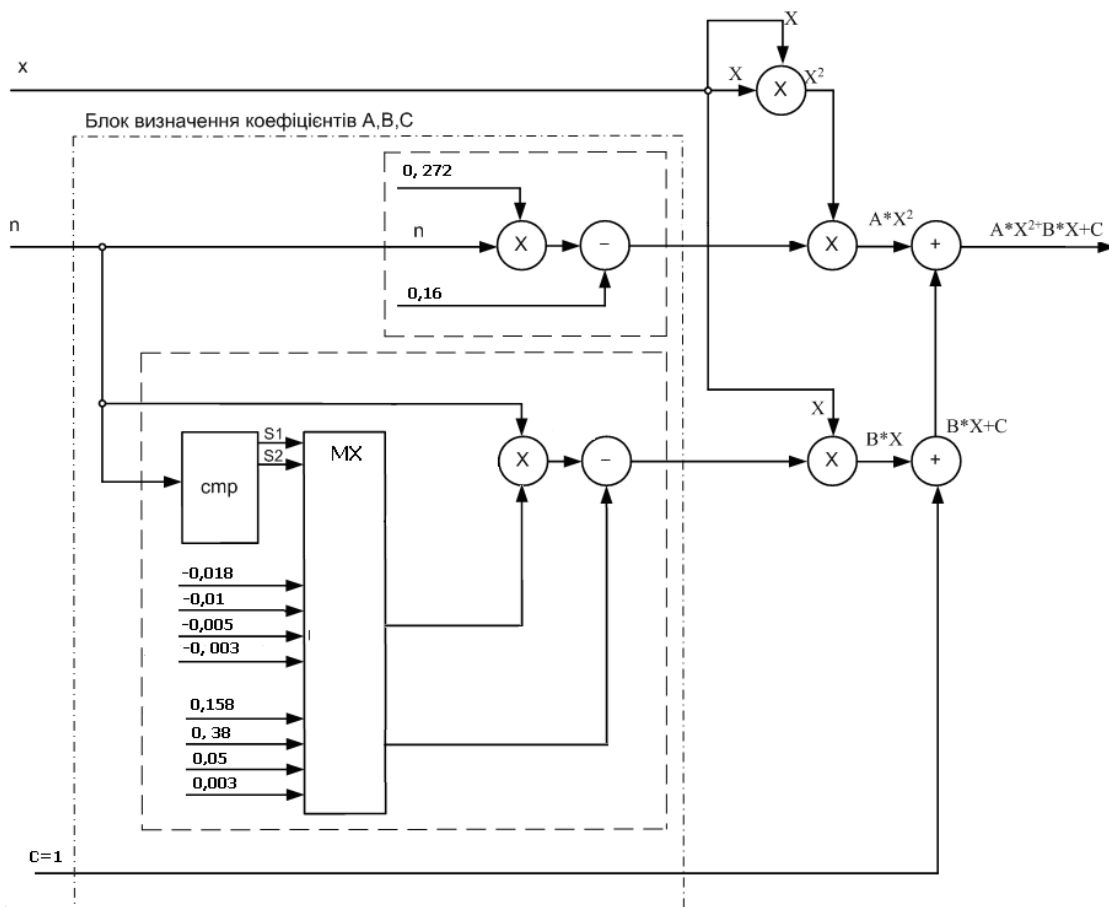 X
x
X
X²
X
Блок визначення коефіцієнтів A,B,C
0, 272
n
n
X
−
X
A*X²
+
A*X²⁺B*X+C
0,16
X
S1
S2
MX
cmp
X
−
X
B*X
+
B*X+C
-0,018
-0,01
-0,005
-0, 003
0,158
0, 38
0,05
0,003
C=1